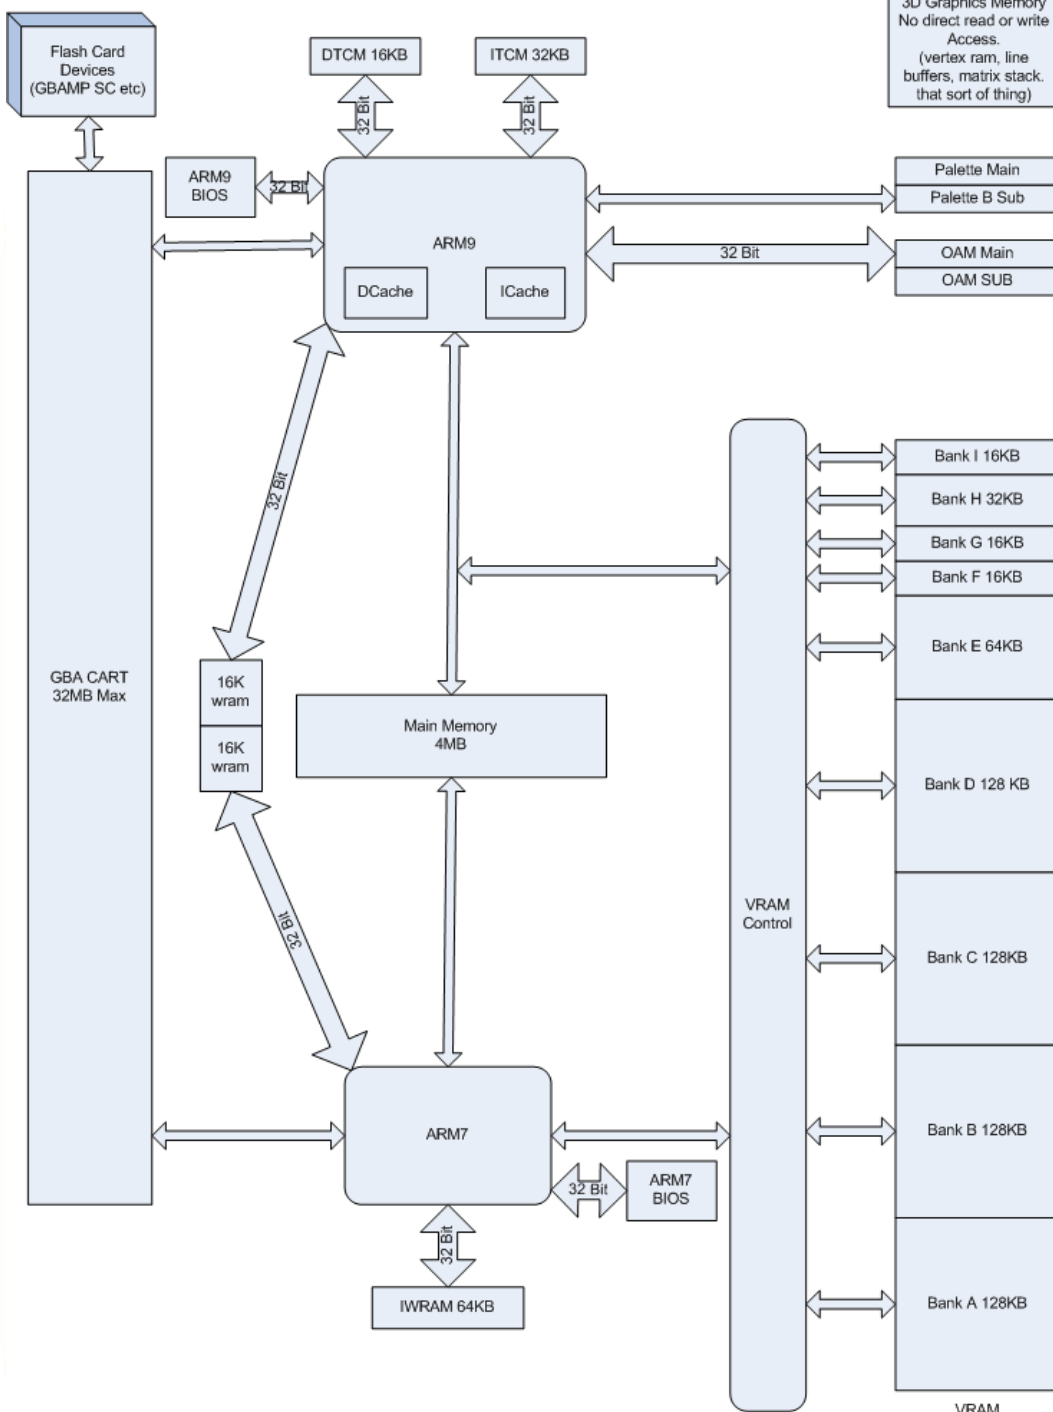 3D Graphics Memory
No direct read or write
Access.
(vertex ram, line
buffers, matrix stack.
that sort of thing)
Flash Card
Devices
(GBAMP SC etc)
DTCM 16KB
ITCM 32KB
32 Bit
32 Bit
ARM9
BIOS
32 Bit
ARM9
DCache
ICache
Palette Main
Palette B Sub
32 Bit
OAM Main
OAM SUB
32 Bit
Bank I 16KB
Bank H 32KB
Bank G 16KB
Bank F 16KB
Bank E 64KB
GBA CART
32MB Max
16K
wram
16K
wram
Main Memory
4MB
Bank D 128 KB
VRAM
Control
32 Bit
Bank C 128KB
ARM7
Bank B 128KB
32 Bit
ARM7
BIOS
32 Bit
IWRAM 64KB
Bank A 128KB
VRAM